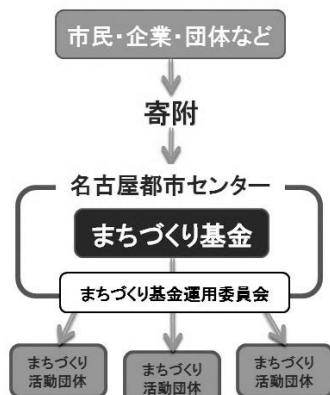 市民・企業・団体など
寄附
名古屋都市センター
まちづくり基金
まちづくり基金運用委員会
まちづくり
活動団体
まちづくり
活動団体
まちづくり
活動団体